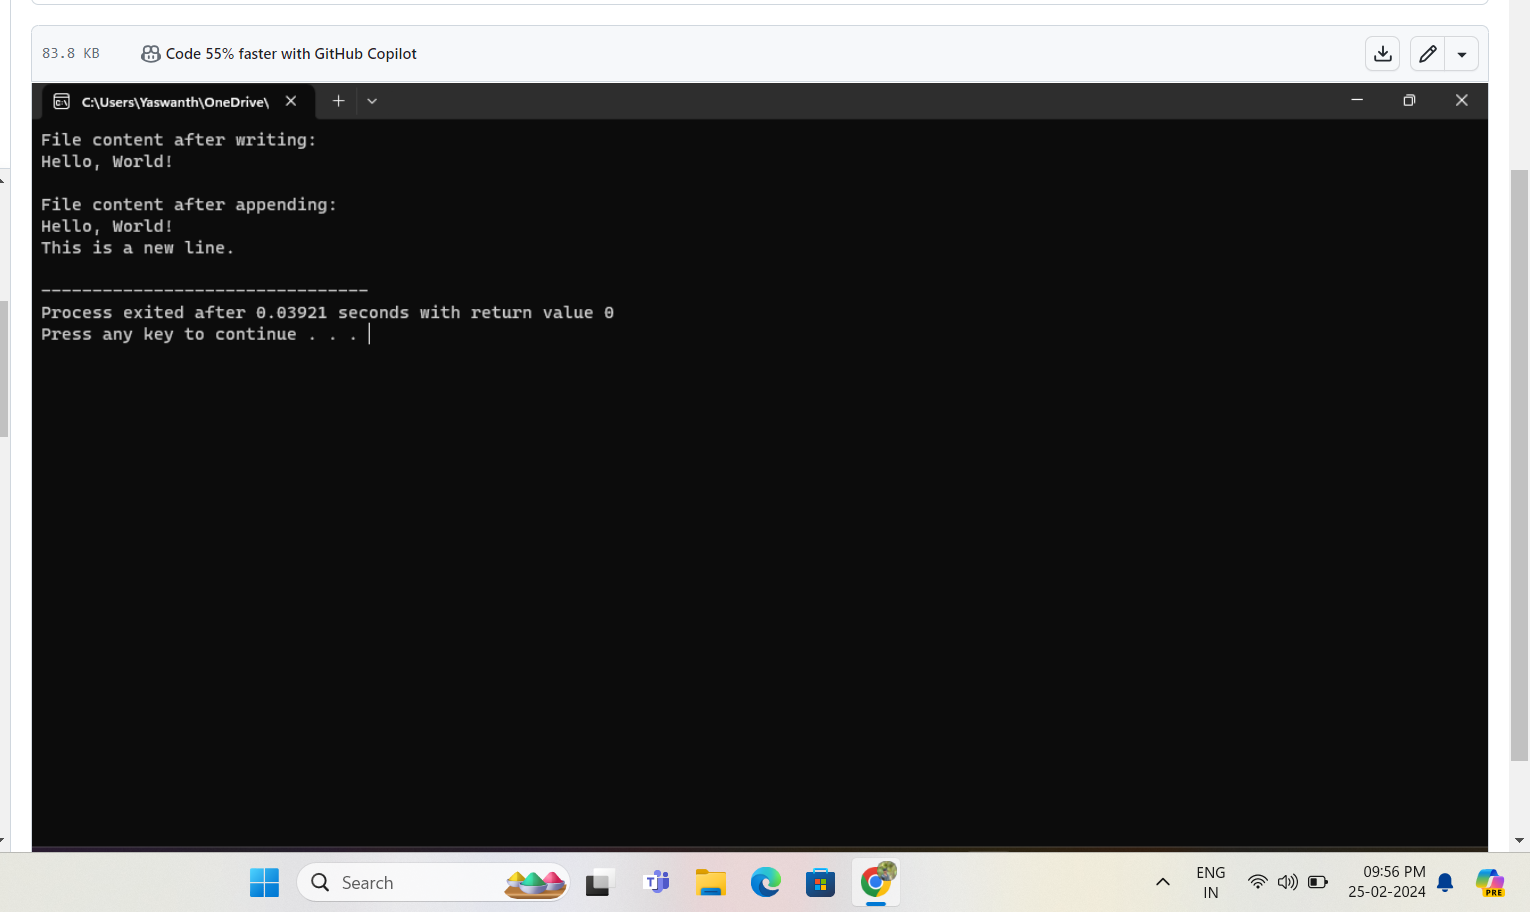 83.8 KB
Code 55% faster with GitHub Copilot
C:\Users\Yaswanth\OneDrive\
File content after writing:
Hello, World!
File content after appending:
Hello, World!
This is a new line.
--------------------------------
Process exited after 0.03921 seconds with return value 0
Press any key to continue . . .
Search
ENG
IN
09:56 PM
25-02-2024
PRE